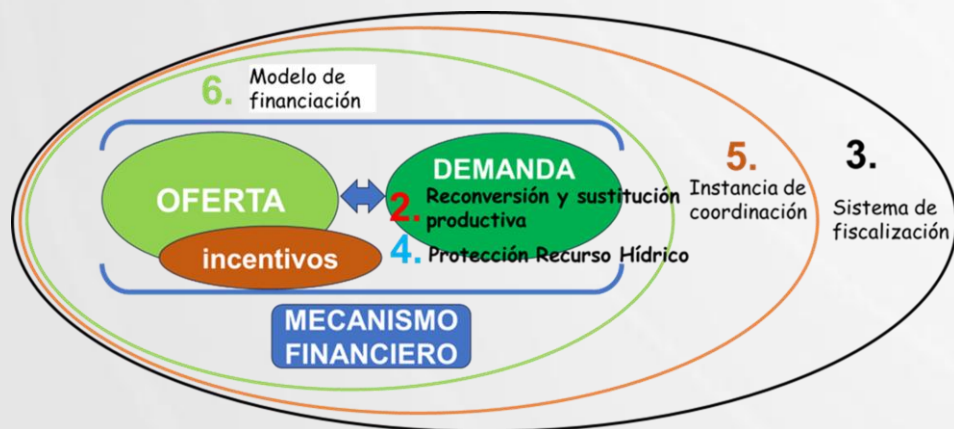 6. Modelo de
financiación
OFERTA
incentivos
DEMANDA
2. Reconversión y sustitución
productiva
4. Protección Recurso Hídrico
MECANISMO
FINANCIERO
5.
Instancia de
coordinación
3.
Sistema de
fiscalización